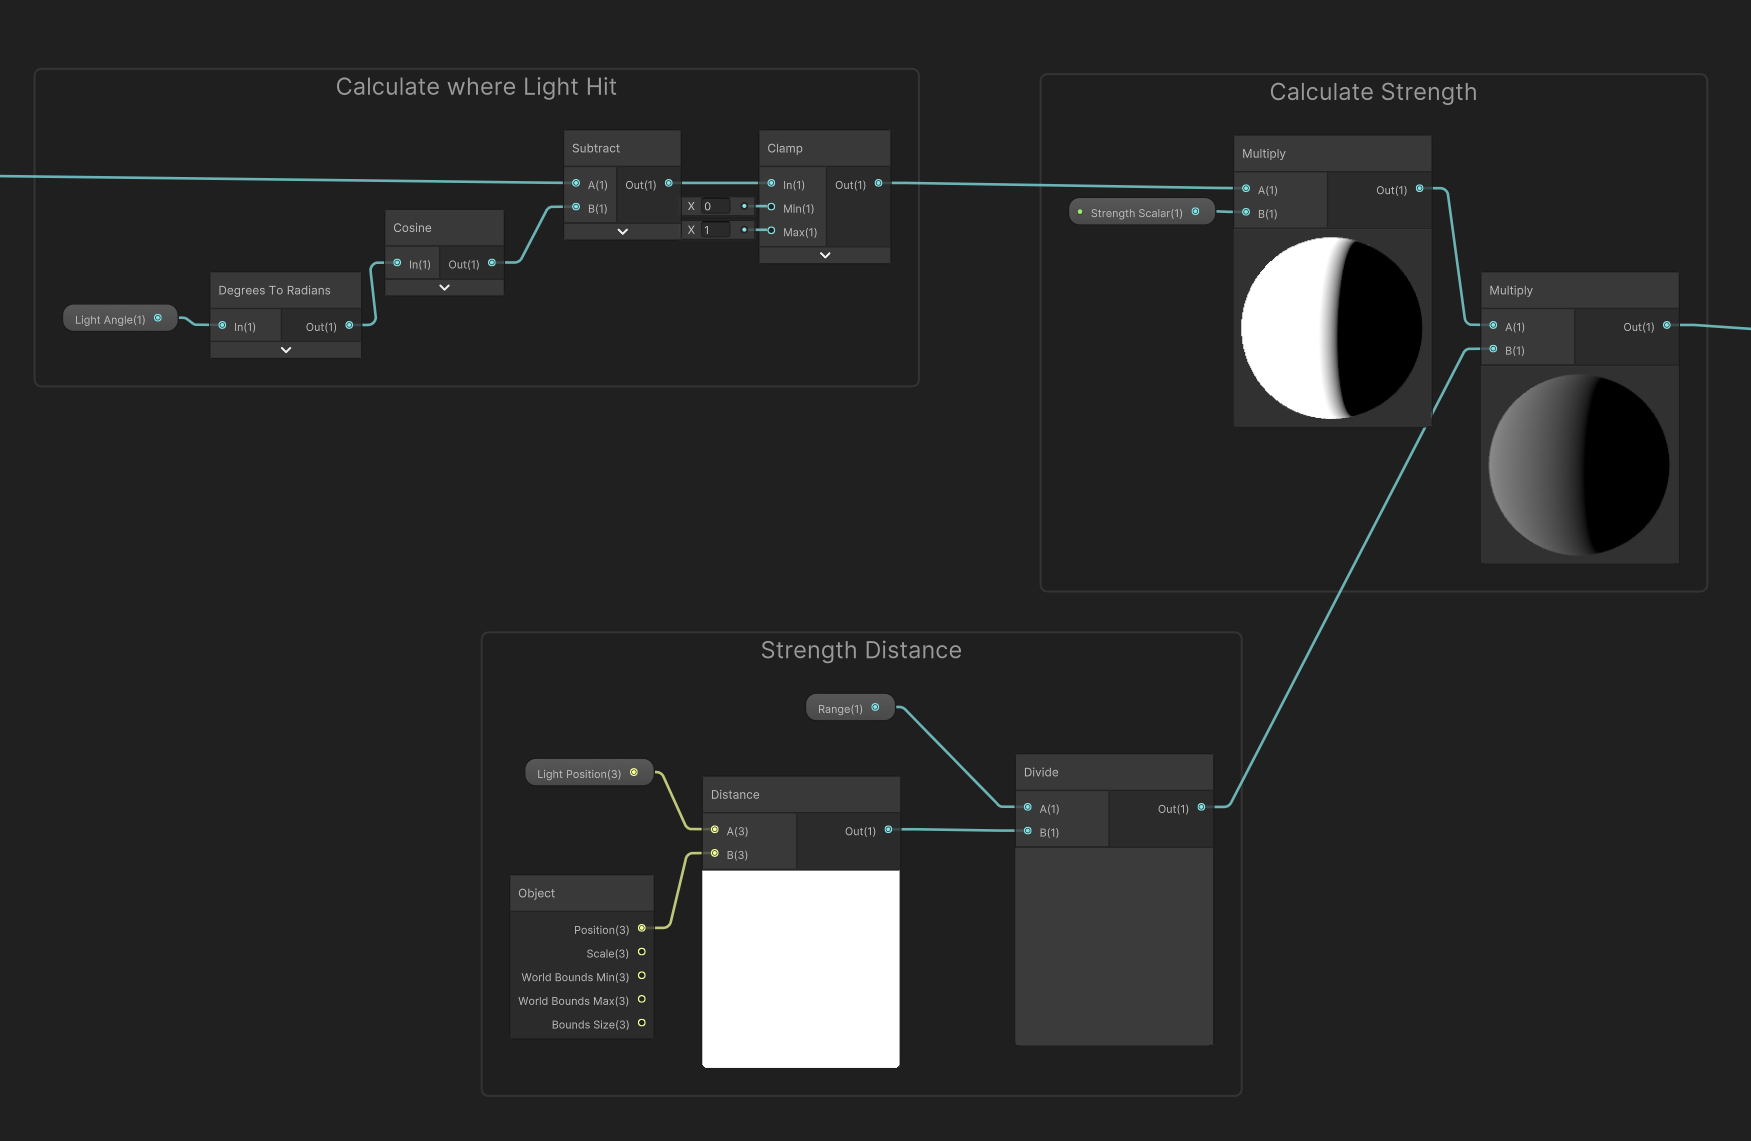 Calculate where Light Hit
Subtract
A(1)
Out(1)
B(1)
Clamp
In(1)
Out(1)
X 0
Min(1)
X 1
Max(1)
Cosine
In(1)
Out(1)
Degrees To Radians
Light Angle(1)
In(1)
Out(1)
Calculate Strength
Multiply
A(1)
Out(1)
Strength Scalar(1)
B(1)
Multiply
A(1)
Out(1)
B(1)
Strength Distance
Range(1)
Light Position(3)
Distance
A(3)
Out(1)
B(3)
Divide
A(1)
Out(1)
B(1)
Object
Position(3)
Scale(3)
World Bounds Min(3)
World Bounds Max(3)
Bounds Size(3)